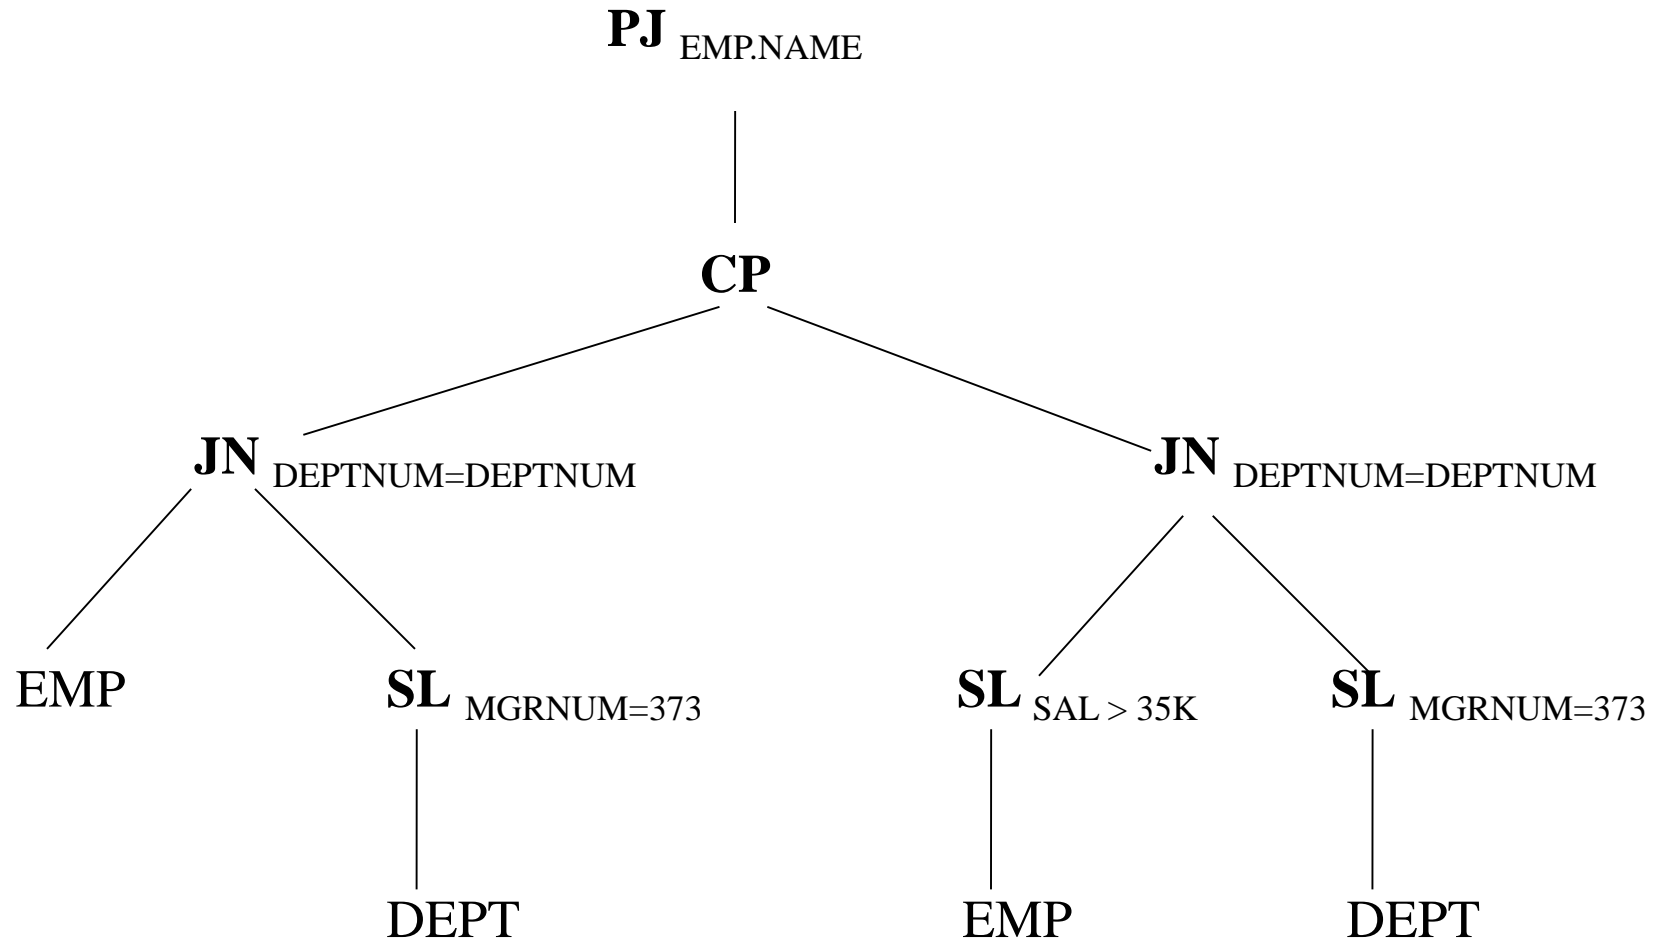 PJ EMP.NAME
CP
JN DEPTNUM=DEPTNUM JN DEPTNUM=DEPTNUM
EMP SL MGRNUM=373 SL SAL > 35K SL MGRNUM=373
DEPT EMP DEPT